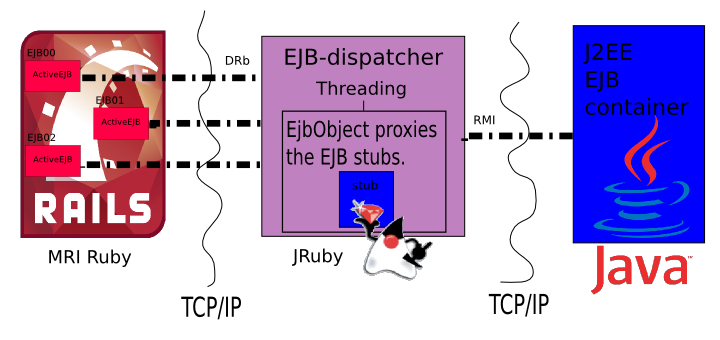 EJB00
ActiveEJB
EJB01
ActiveEJB
EJB02
ActiveEJB
RAILS
MRI Ruby
DRb
TCP/IP
EJB-dispatcher
Threading
EjbObject proxies
the EJB stubs.
stub
JRuby
RMI
TCP/IP
J2EE
EJB
container
Java™